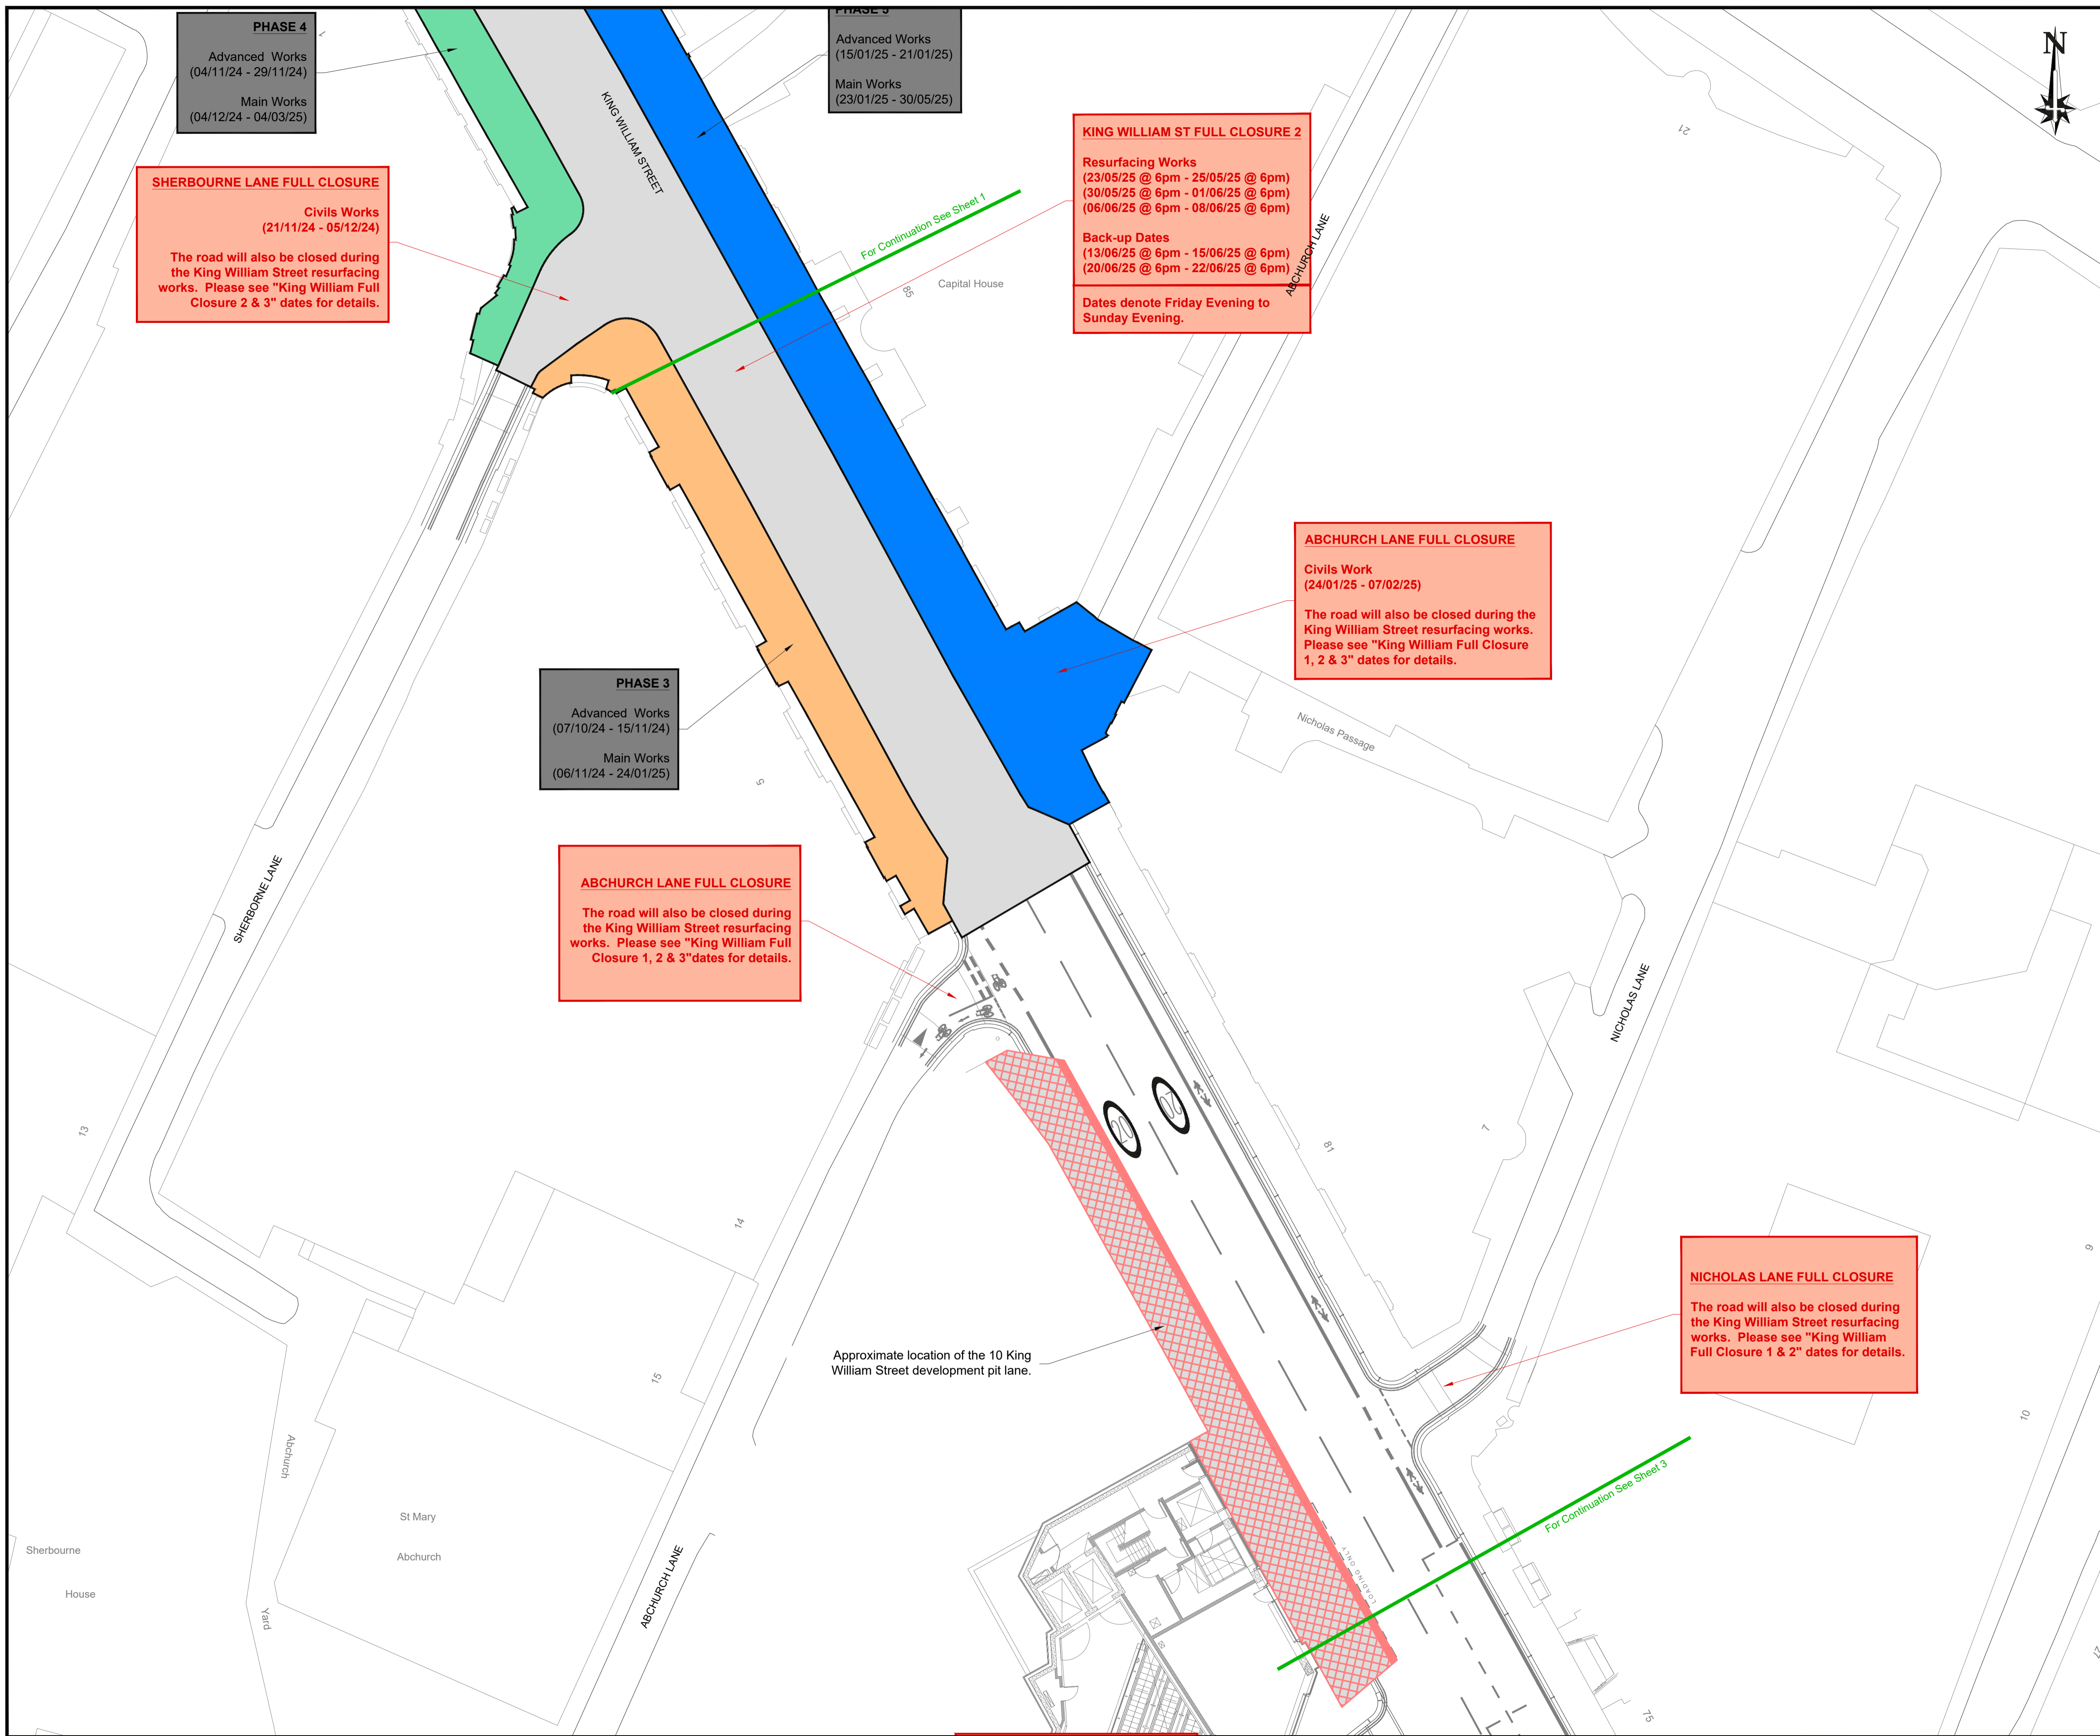 PHASE 4
Advanced Works
(04/11/24 - 29/11/24)
Main Works
(04/12/24 - 04/03/25)
PHASE 5
Advanced Works
(15/01/25 - 21/01/25)
Main Works
(23/01/25 - 30/05/25)
N
KING WILLIAM STREET
21
KING WILLIAM ST FULL CLOSURE 2
Resurfacing Works
(23/05/25 @ 6pm - 25/05/25 @ 6pm)
(30/05/25 @ 6pm - 01/06/25 @ 6pm)
(06/06/25 @ 6pm - 08/06/25 @ 6pm)
Back-up Dates
(13/06/25 @ 6pm - 15/06/25 @ 6pm)
(20/06/25 @ 6pm - 22/06/25 @ 6pm)
Dates denote Friday Evening to
Sunday Evening.
SHERBOURNE LANE FULL CLOSURE
Civils Works
(21/11/24 - 05/12/24)
The road will also be closed during
the King William Street resurfacing
works. Please see "King William Full
Closure 2 & 3" dates for details.
For Continuation See Sheet 1
ABCHURCH LANE
85
Capital House
ABCHURCH LANE FULL CLOSURE
Civils Work
(24/01/25 - 07/02/25)
The road will also be closed during the
King William Street resurfacing works.
Please see "King William Full Closure
1, 2 & 3" dates for details.
PHASE 3
Advanced Works
(07/10/24 - 15/11/24)
Main Works
(06/11/24 - 24/01/25)
Nicholas Passage
5
ABCHURCH LANE FULL CLOSURE
The road will also be closed during
the King William Street resurfacing
works. Please see "King William Full
Closure 1, 2 & 3"dates for details.
SHERBORNE LANE
NICHOLAS LANE
20
20
13
81
7
14
9
NICHOLAS LANE FULL CLOSURE
The road will also be closed during
the King William Street resurfacing
works. Please see "King William
Full Closure 1 & 2" dates for details.
Approximate location of the 10 King
William Street development pit lane.
15
10
Abchurch
Yard
St Mary
Abchurch
Sherbourne
House
ABCHURCH LANE
LOADING ONLY
For Continuation See Sheet 3
75